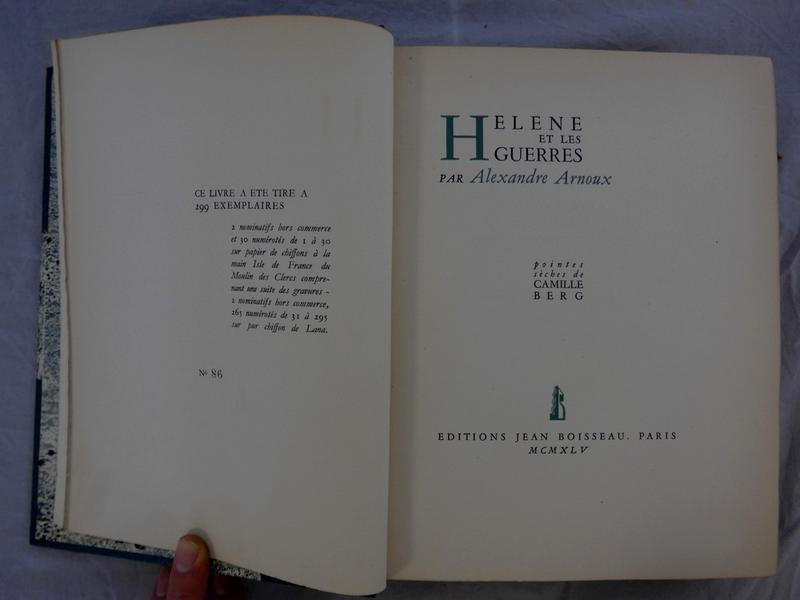 CE LIVRE A ETE TIRE A
299 EXEMPLAIRES
2 nominatifs hors commerce
et 30 numérotés de 1 à 30
sur papier de chiffons à la
main Isle de France du
Moulin des Clercs compre-
nant une suite des gravures -
2 nominatifs hors commerce,
265 numérotés de 31 à 295
sur pur chiffon de Lana.
No 86
HELENE
ET LES
GUERRES
PAR Alexandre Arnoux
pointes
sèches de
CAMILLE
BERG
EDITIONS JEAN BOISSEAU. PARIS
MCMXLV